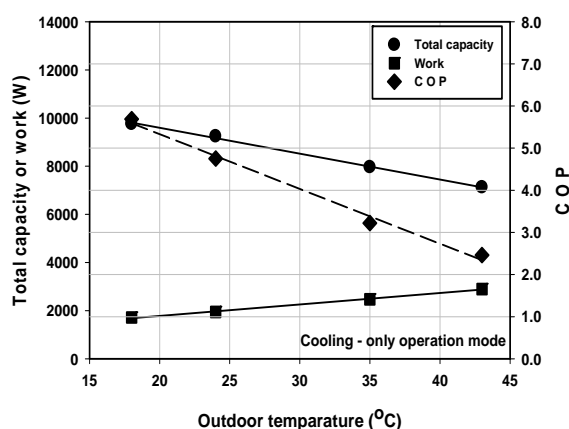 Total capacity or work (W)
14000
12000
10000
8000
6000
4000
2000
0
Total capacity
Work
C O P
Cooling - only operation mode
8.0
7.0
6.0
5.0
4.0
3.0
2.0
1.0
0.0
C O P
15 20 25 30 35 40 45
Outdoor temparature (⁰C)